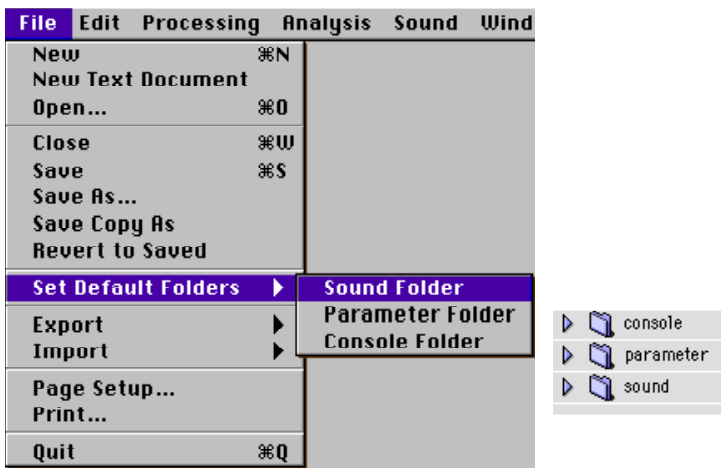 File Edit Processing Analysis Sound Wind
New ⌘N
New Text Document
Open... ⌘O
Close ⌘W
Save ⌘S
Save As...
Save Copy As
Revert to Saved
Set Default Folders
Sound Folder
Parameter Folder
Console Folder
Export
Import
Page Setup...
Print...
Quit ⌘Q
console
parameter
sound